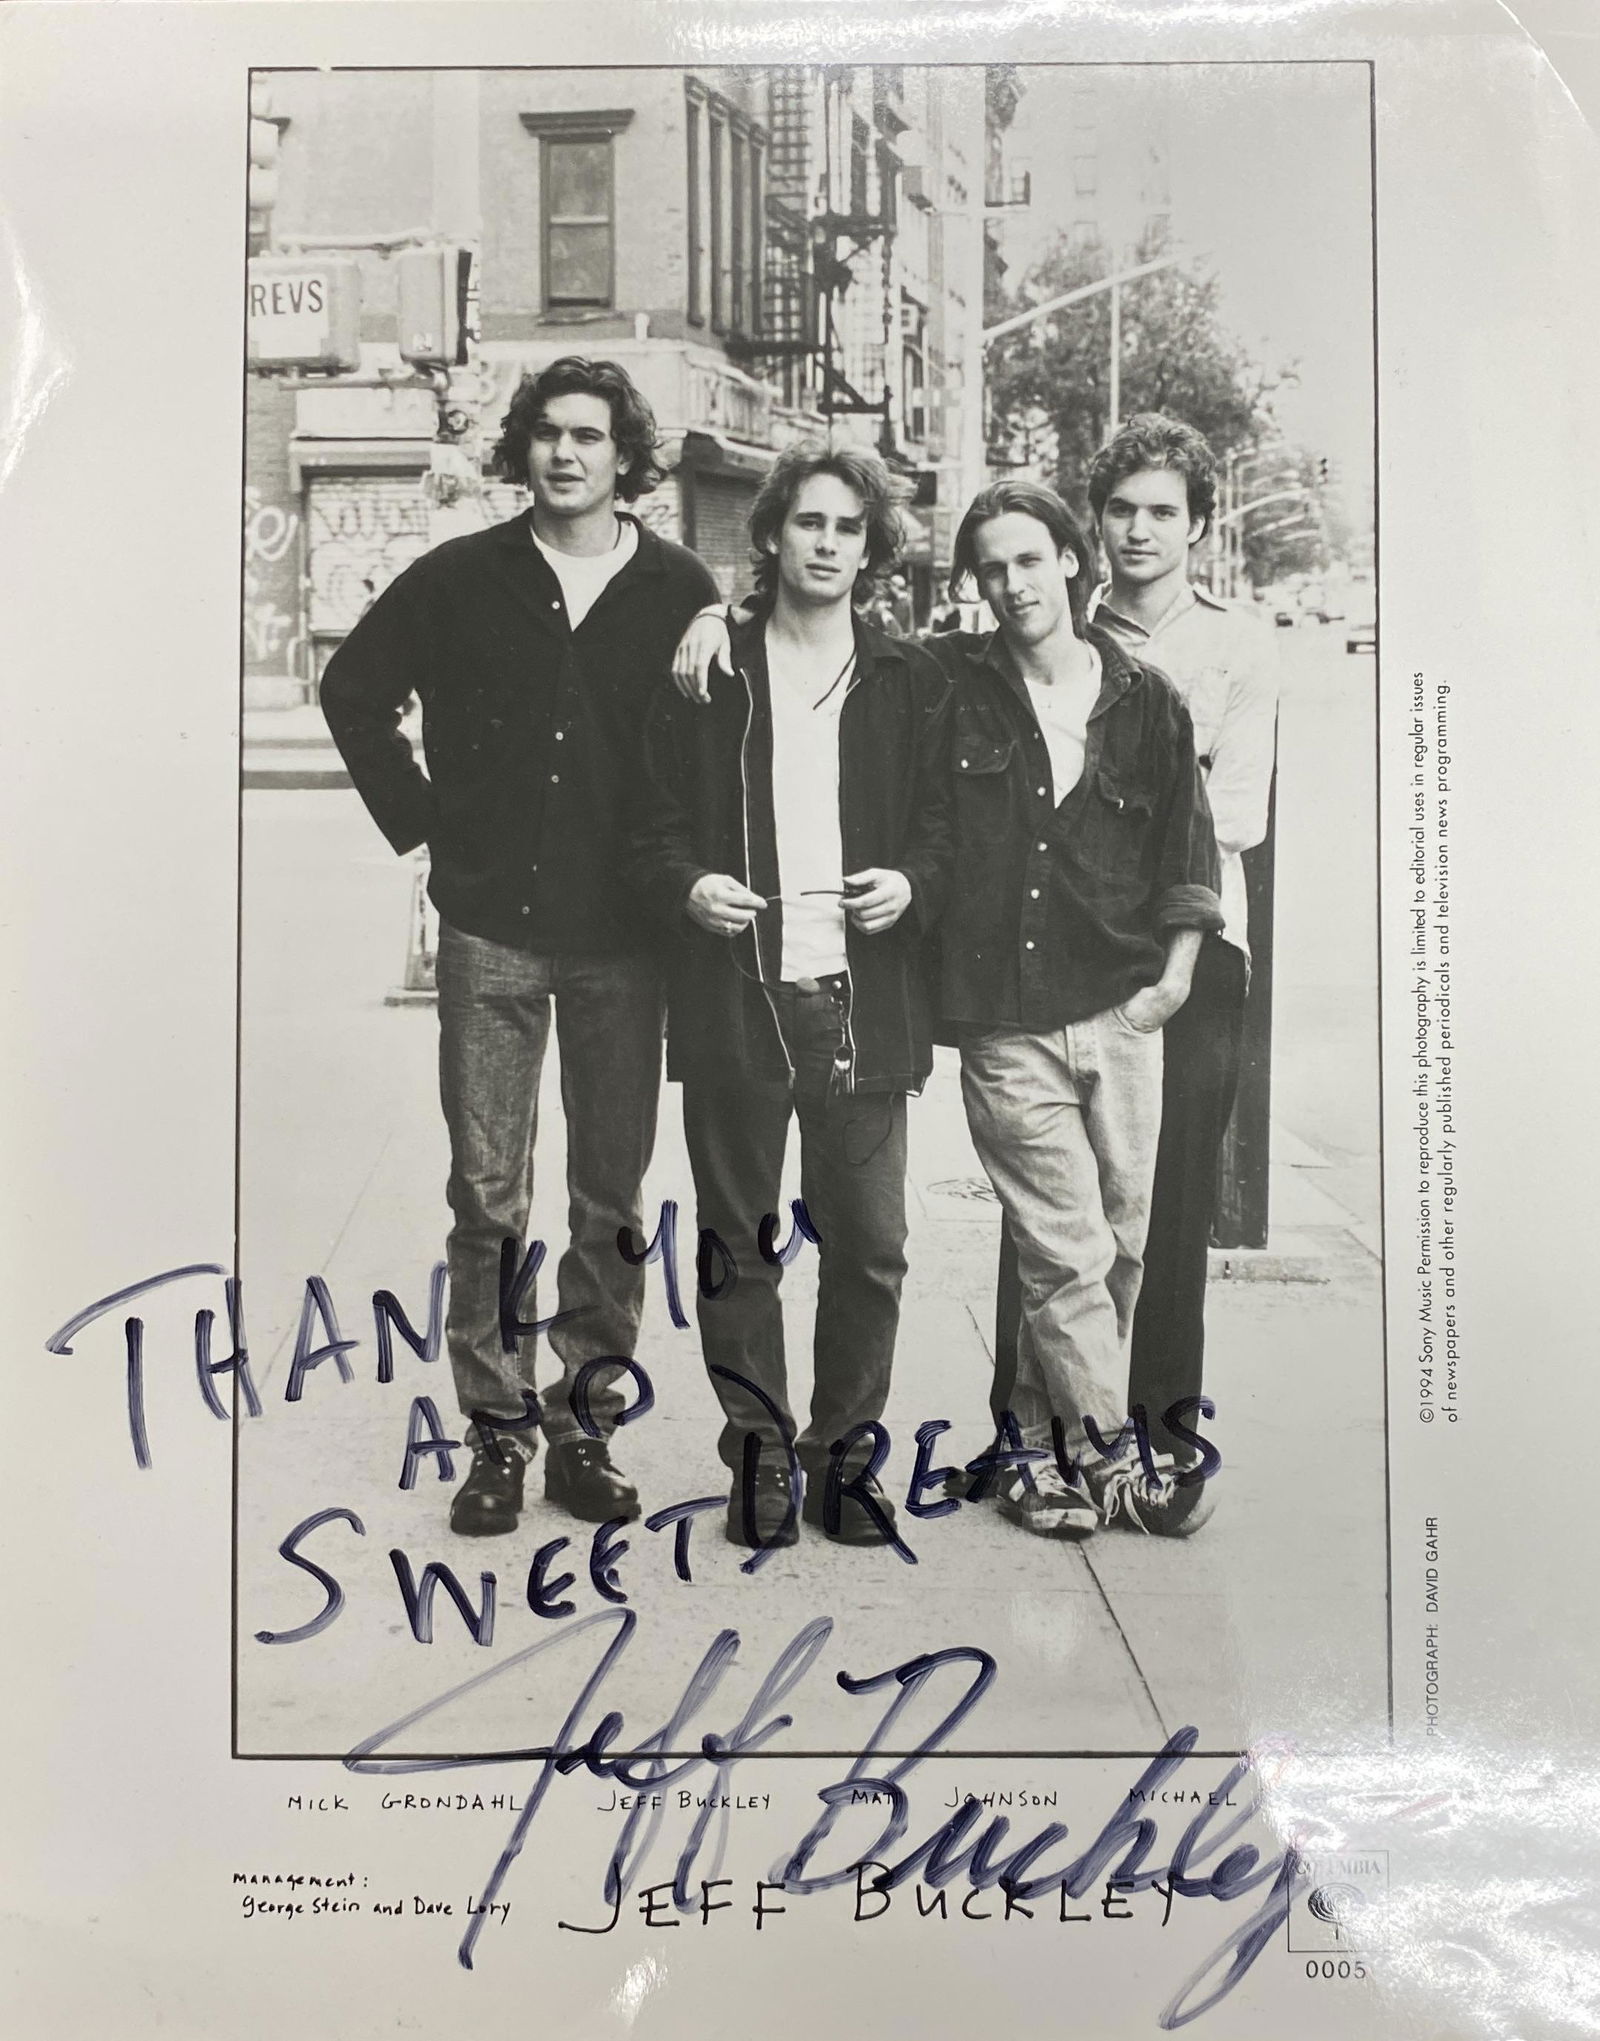 REVS
THANK YOU
AND
SWEET DREAMS
Jeff Buckley
MICK GRONDAHL JEFF BUCKLEY MATT JOHNSON MICHAEL
management:
George Stein and Dave Lory
JEFF BUCKLEY
COLUMBIA
0005
©1994 Sony Music Permission to reproduce this photography is limited to editorial uses in regular issues
of newspapers and other regularly published periodicals and television news programming.
PHOTOGRAPH: DAVID GAHR